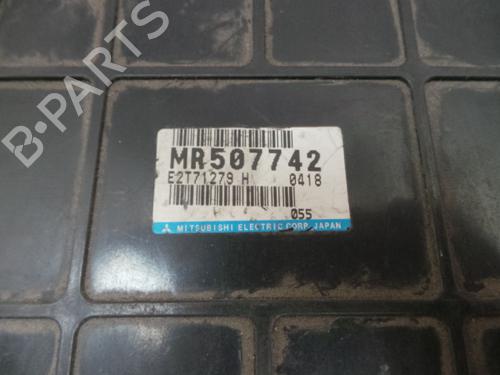 B-PARTS
MR507742
E2T71279 H 0418
055
MITSUBISHI ELECTRIC CORP. JAPAN